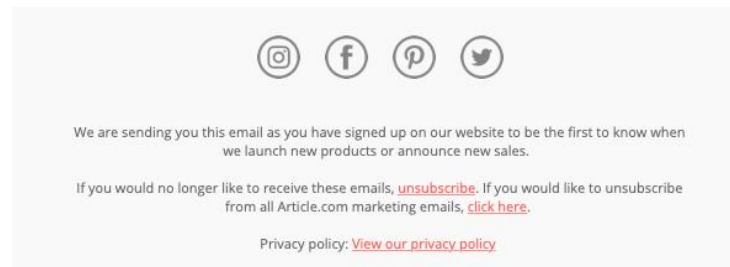 We are sending you this email as you have signed up on our website to be the first to know when
we launch new products or announce new sales.
If you would no longer like to receive these emails, unsubscribe. If you would like to unsubscribe
from all Article.com marketing emails, click here.
Privacy policy: View our privacy policy